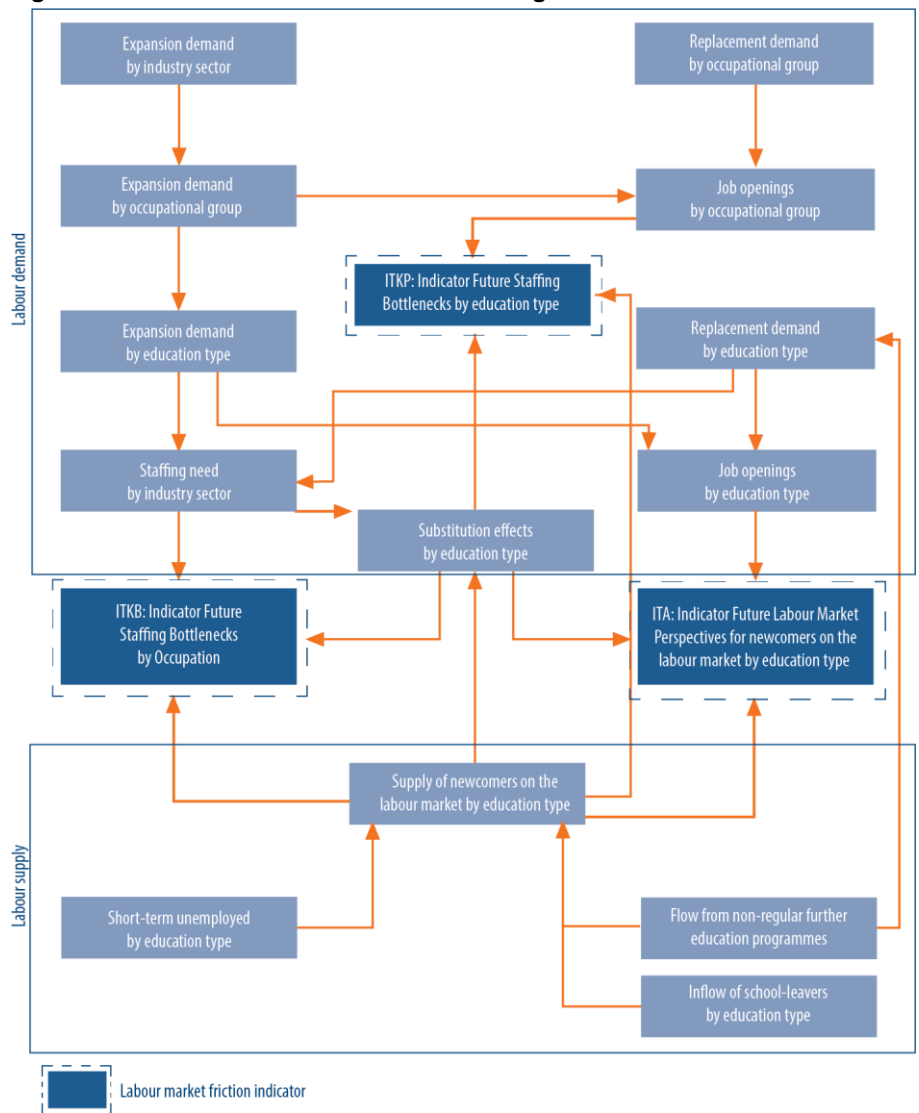 Expansion demand
by industry sector
Replacement demand
by occupational group
Expansion demand
by occupational group
Job openings
by occupational group
Labour demand
ITKP: Indicator Future Staffing
Bottlenecks by education type
Expansion demand
by education type
Replacement demand
by education type
Staffing need
by industry sector
Job openings
by education type
Substitution effects
by education type
ITKB: Indicator Future
Staffing Bottlenecks
by Occupation
ITA: Indicator Future Labour Market
Perspectives for newcomers on the
labour market by education type
Supply of newcomers on the
labour market by education type
Labour supply
Short-term unemployed
by education type
Flow from non-regular further
education programmes
Inflow of school-leavers
by education type
Labour market friction indicator